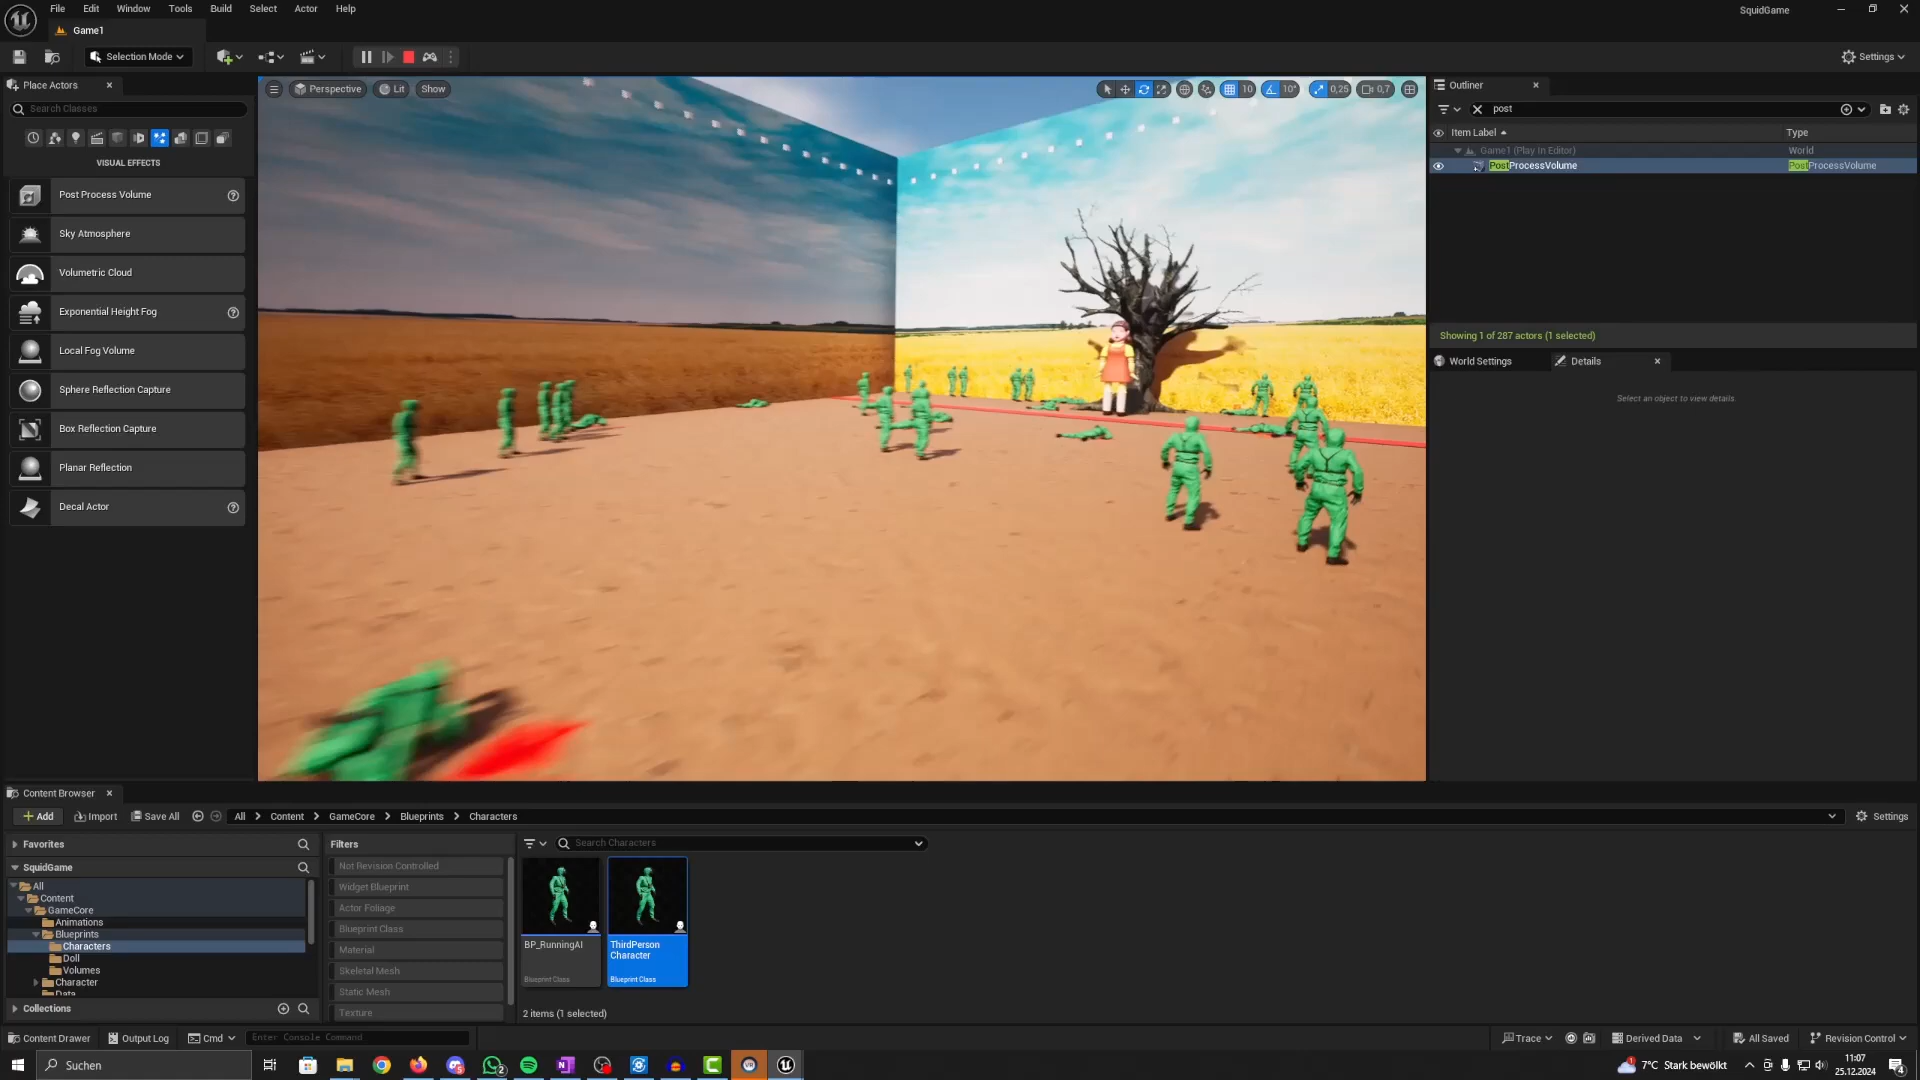 File Edit Window Tools Build Select Actor Help
SquidGame
Game1
Selection Mode
Settings
Place Actors
Search Classes
VISUAL EFFECTS
Post Process Volume
Sky Atmosphere
Volumetric Cloud
Exponential Height Fog
Local Fog Volume
Sphere Reflection Capture
Box Reflection Capture
Planar Reflection
Decal Actor
Perspective Lit Show
10 10° 0,25 0,7
Outliner
post
Item Label Type
Game1 (Play In Editor) World
PostProcessVolume PostProcessVolume
Showing 1 of 287 actors (1 selected)
World Settings Details
Select an object to view details.
Content Browser
Add Import Save All All Content GameCore Blueprints Characters Settings
Favorites
SquidGame
All
Content
GameCore
Animations
Blueprints
Characters
Doll
Volumes
Character
Data
Collections
Filters
Not Revision Controlled
Widget Blueprint
Actor Foliage
Blueprint Class
Material
Skeletal Mesh
Static Mesh
Texture
Search Characters
BP_RunningAI
Blueprint Class
ThirdPerson
Character
Blueprint Class
2 items (1 selected)
Content Drawer Output Log Cmd Enter Console Command Trace Derived Data All Saved Revision Control
Suchen
7°C Stark bewölkt
11:07
25.12.2024